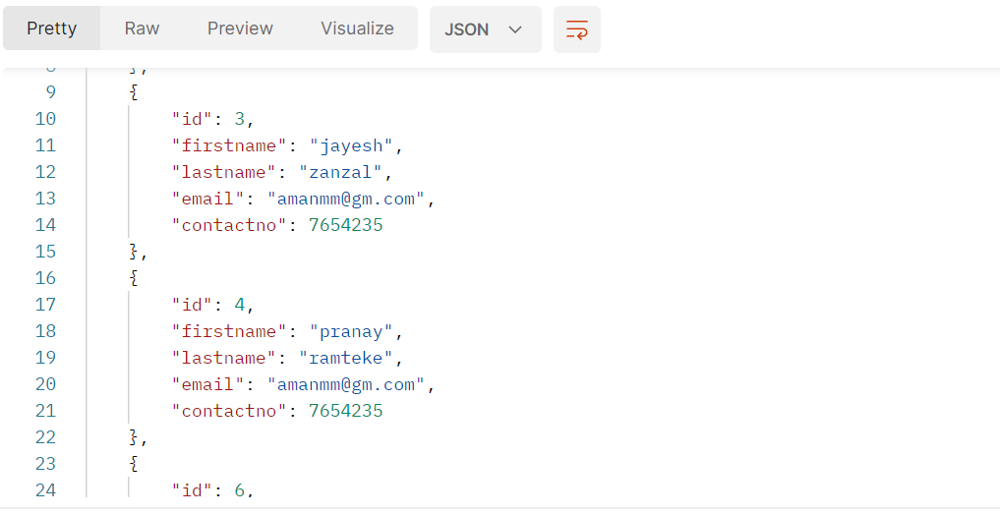 Pretty Raw Preview Visualize JSON
8 },
9 {
10 "id": 3,
11 "firstname": "jayesh",
12 "lastname": "zanzal",
13 "email": "amanmm@gm.com",
14 "contactno": 7654235
15 },
16 {
17 "id": 4,
18 "firstname": "pranay",
19 "lastname": "ramteke",
20 "email": "amanmm@gm.com",
21 "contactno": 7654235
22 },
23 {
24 "id": 6,